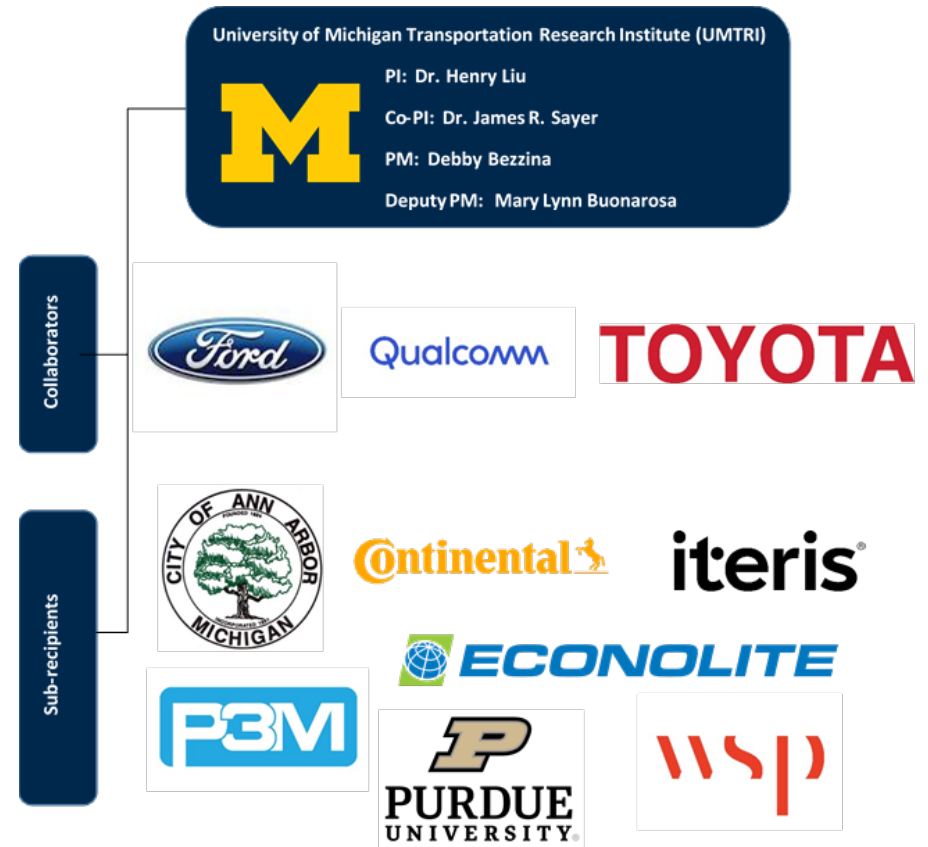 University of Michigan Transportation Research Institute (UMTRI)
M
PI: Dr. Henry Liu
Co-PI: Dr. James R. Sayer
PM: Debby Bezzina
Deputy PM: Mary Lynn Buonarosa
Collaborators
Ford
Qualcomm
TOYOTA
Sub-recipients
CITY OF ANN ARBOR
FOUNDED 1824
INCORPORATED 1851
MICHIGAN
Continental
iteris®
ECONOLITE
P3M
P
PURDUE
UNIVERSITY®
wsp